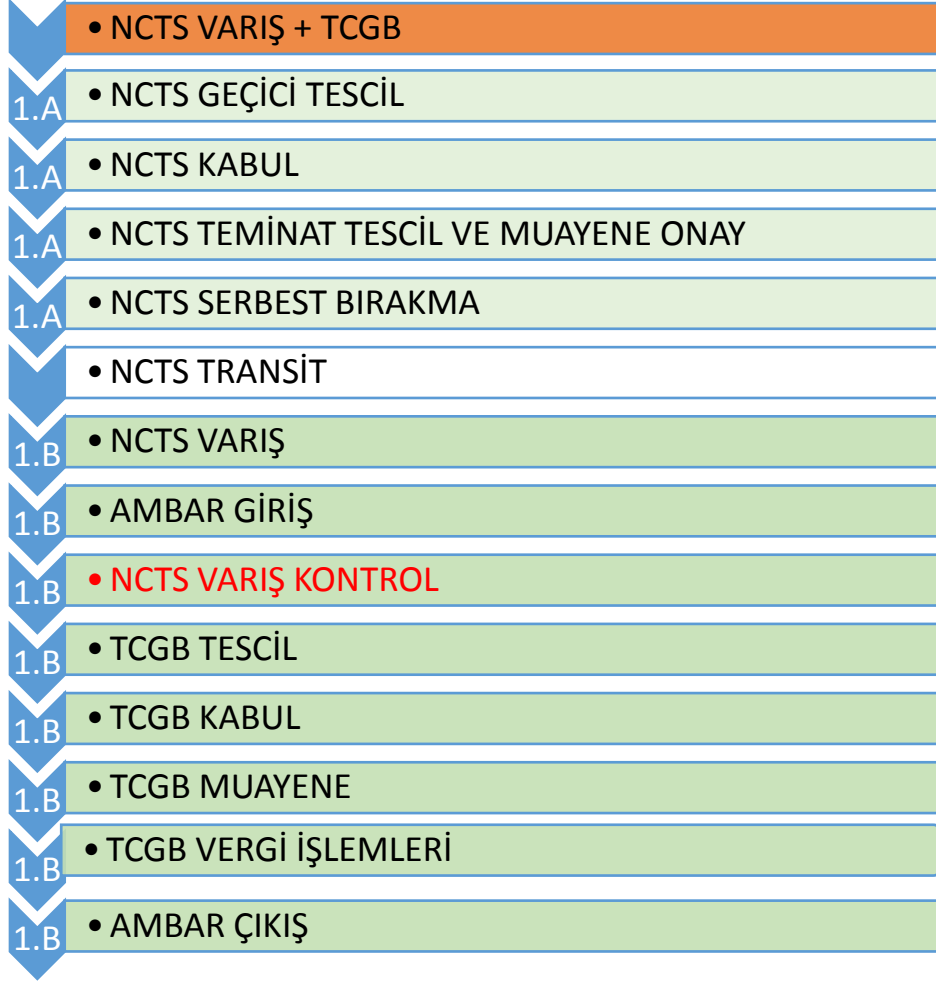 • NCTS VARIŞ + TCGB
1.A • NCTS GEÇİCİ TESCİL
1.A • NCTS KABUL
1.A • NCTS TEMİNAT TESCİL VE MUAYENE ONAY
1.A • NCTS SERBEST BIRAKMA
• NCTS TRANSİT
1.B • NCTS VARIŞ
1.B • AMBAR GİRİŞ
1.B • NCTS VARIŞ KONTROL
1.B • TCGB TESCİL
1.B • TCGB KABUL
1.B • TCGB MUAYENE
1.B • TCGB VERGİ İŞLEMLERİ
1.B • AMBAR ÇIKIŞ